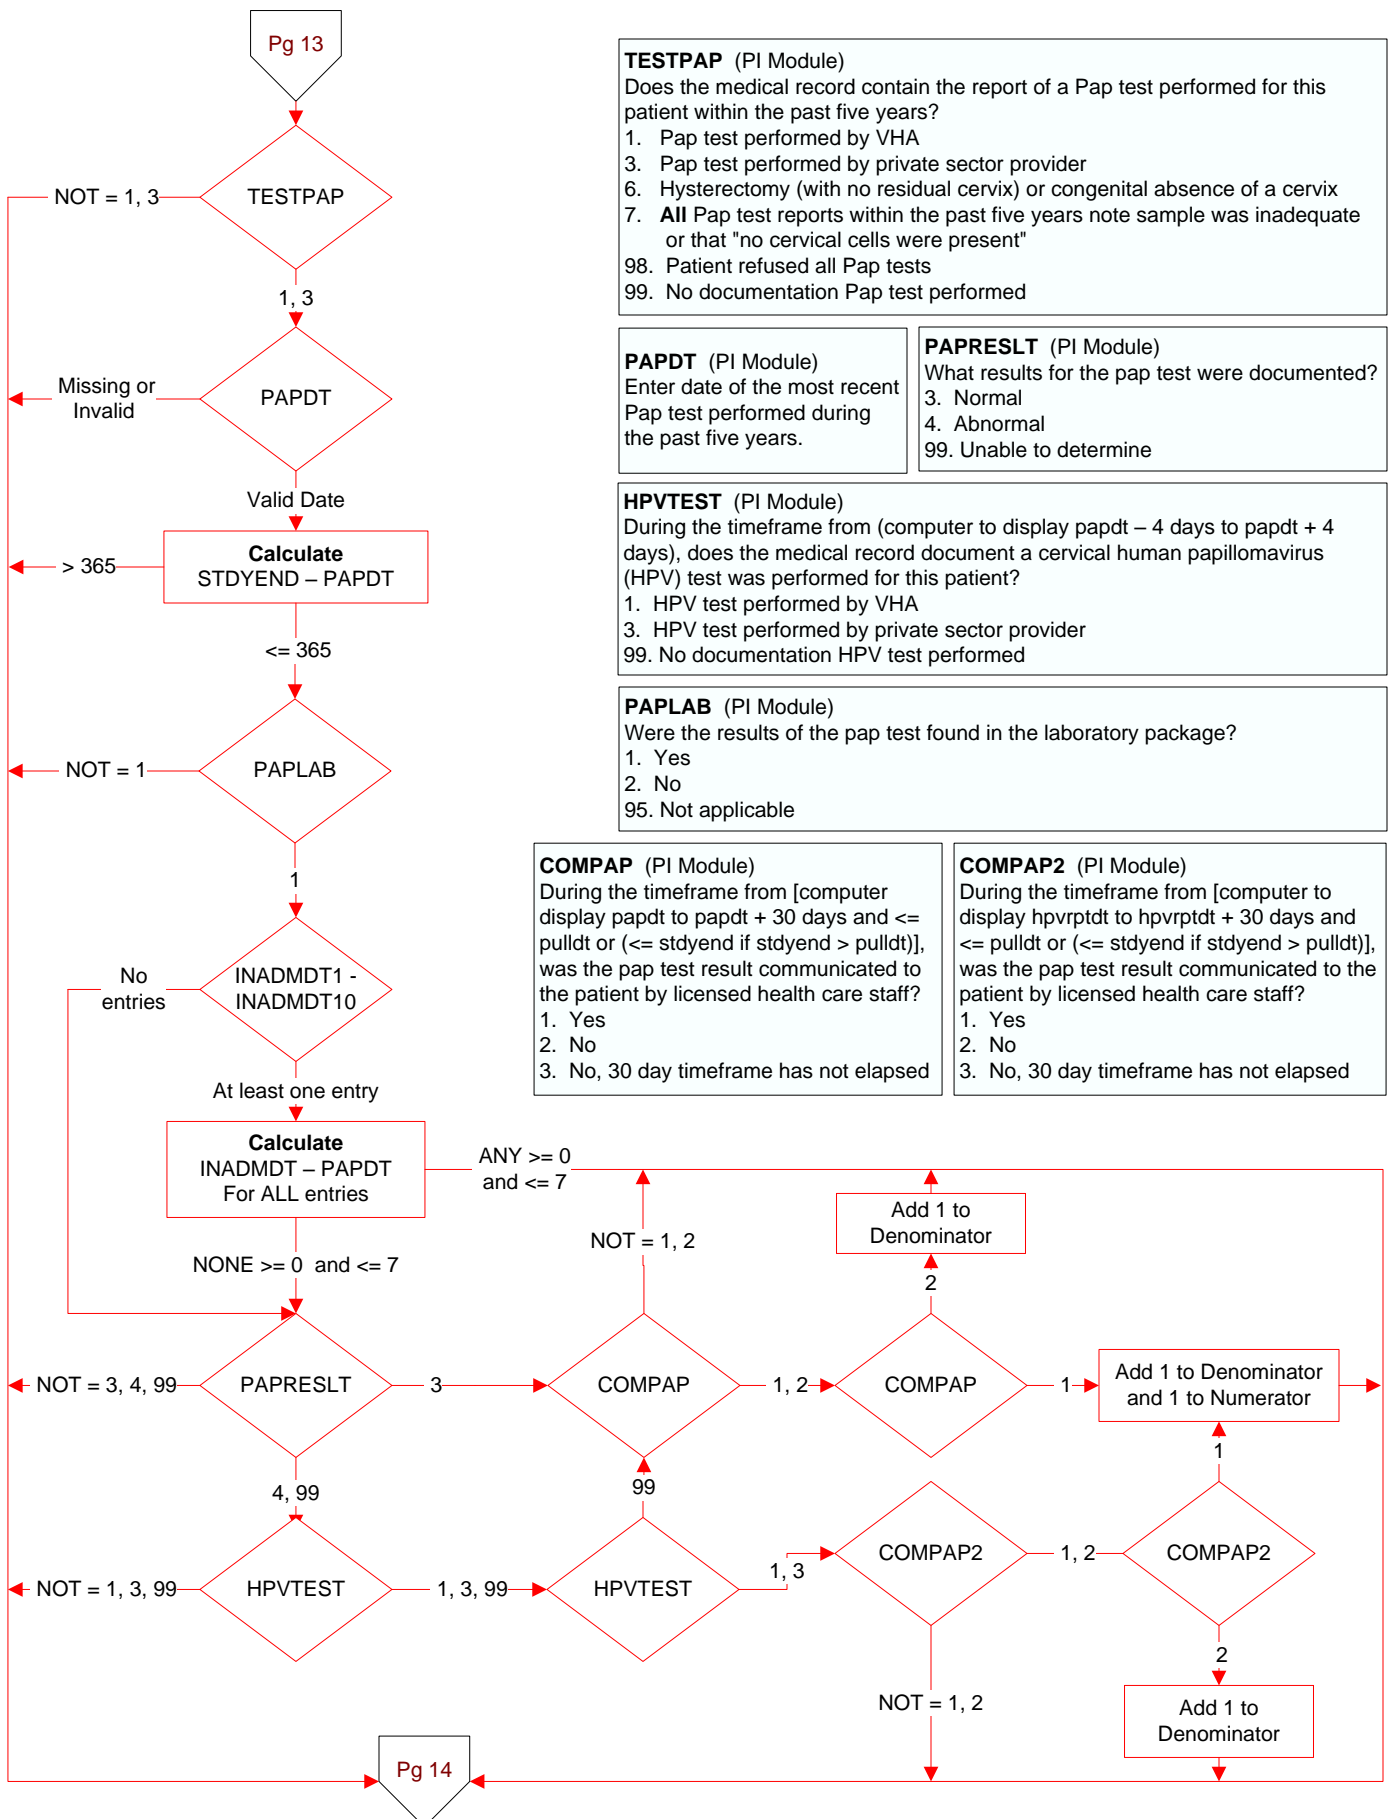 Pg 13
TESTPAP (PI Module)
Does the medical record contain the report of a Pap test performed for this
patient within the past five years?
1. Pap test performed by VHA
3. Pap test performed by private sector provider
6. Hysterectomy (with no residual cervix) or congenital absence of a cervix
7. All Pap test reports within the past five years note sample was inadequate
or that "no cervical cells were present"
98. Patient refused all Pap tests
99. No documentation Pap test performed
NOT = 1, 3
TESTPAP
1, 3
PAPDT (PI Module)
Enter date of the most recent
Pap test performed during
the past five years.
PAPRESLT (PI Module)
What results for the pap test were documented?
3. Normal
4. Abnormal
99. Unable to determine
Missing or
Invalid
PAPDT
Valid Date
HPVTEST (PI Module)
During the timeframe from (computer to display papdt – 4 days to papdt + 4
days), does the medical record document a cervical human papillomavirus
(HPV) test was performed for this patient?
1. HPV test performed by VHA
3. HPV test performed by private sector provider
99. No documentation HPV test performed
> 365
Calculate
STDYEND – PAPDT
<= 365
PAPLAB (PI Module)
Were the results of the pap test found in the laboratory package?
1. Yes
2. No
95. Not applicable
NOT = 1
PAPLAB
1
COMPAP (PI Module)
During the timeframe from [computer
display papdt to papdt + 30 days and <=
pulldt or (<= stdyend if stdyend > pulldt)],
was the pap test result communicated to
the patient by licensed health care staff?
1. Yes
2. No
3. No, 30 day timeframe has not elapsed
COMPAP2 (PI Module)
During the timeframe from [computer to
display hpvrptdt to hpvrptdt + 30 days and
<= pulldt or (<= stdyend if stdyend > pulldt)],
was the pap test result communicated to the
patient by licensed health care staff?
1. Yes
2. No
3. No, 30 day timeframe has not elapsed
No
entries
INADMDT1 -
INADMDT10
At least one entry
Calculate
INADMDT – PAPDT
For ALL entries
ANY >= 0
and <= 7
NONE >= 0 and <= 7
NOT = 1, 2
Add 1 to
Denominator
2
NOT = 3, 4, 99
PAPRESLT
3
COMPAP
1, 2
COMPAP
1
Add 1 to Denominator
and 1 to Numerator
4, 99
99
1
NOT = 1, 3, 99
HPVTEST
1, 3, 99
HPVTEST
1, 3
COMPAP2
1, 2
COMPAP2
NOT = 1, 2
2
Add 1 to
Denominator
Pg 14